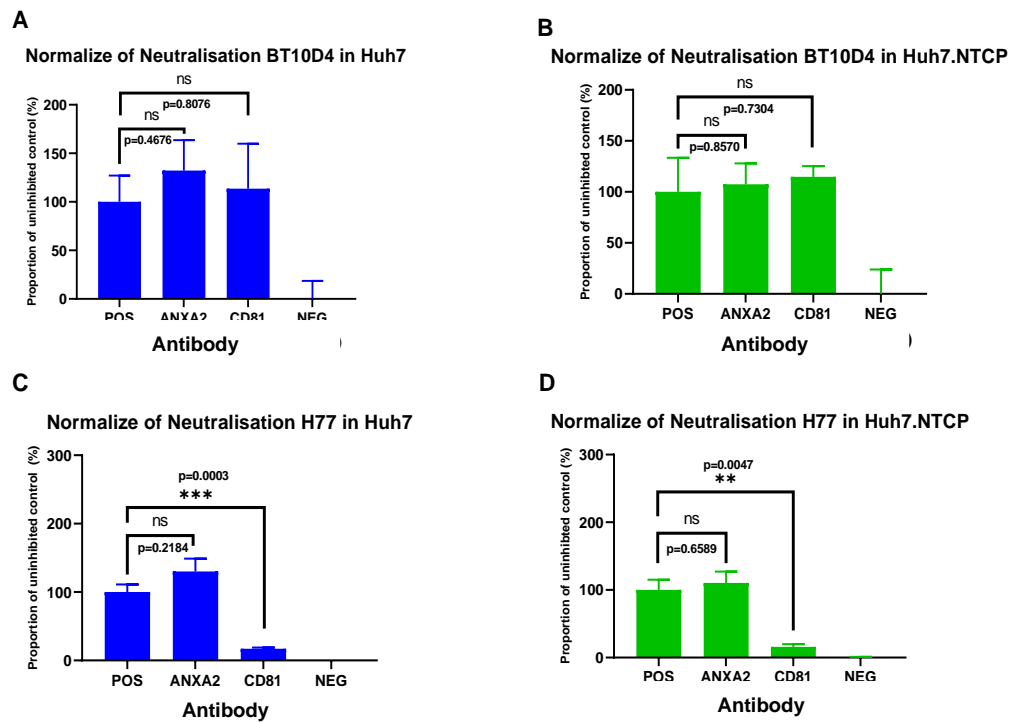 A
Normalize of Neutralisation BT10D4 in Huh7
Proportion of uninhibted control (%)
200
150
100
50
0
ns
p=0.8076
ns
p=0.4676
POS ANXA2 CD81 NEG
Antibody
)
B
Normalize of Neutralisation BT10D4 in Huh7.NTCP
Proportion of uninhibted control (%)
200
150
100
50
0
ns
p=0.7304
ns
p=0.8570
POS ANXA2 CD81 NEG
Antibody
)
C
Normalize of Neutralisation H77 in Huh7
Proportion of uninhibted control (%)
300
200
100
0
p=0.0003
***
ns
p=0.2184
POS ANXA2 CD81 NEG
Antibody
D
Normalize of Neutralisation H77 in Huh7.NTCP
Proportion of uninhibted control (%)
300
200
100
0
p=0.0047
**
ns
p=0.6589
POS ANXA2 CD81 NEG
Antibody